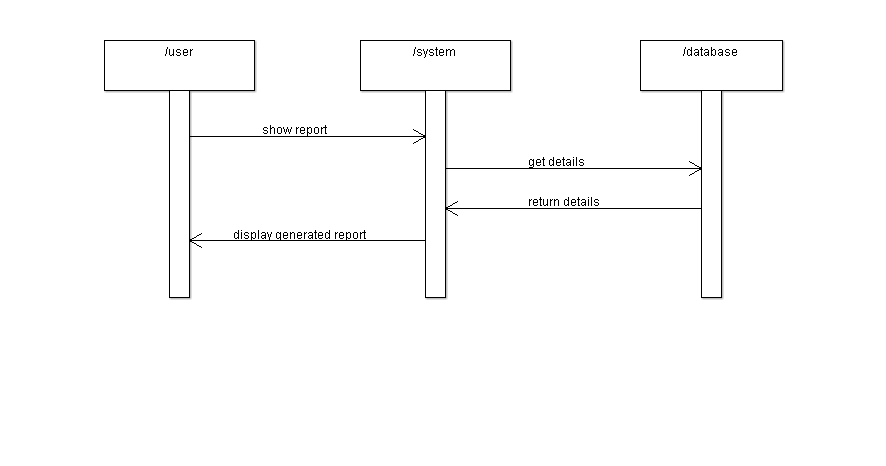 /user
/system
/database
show report
get details
return details
display generated report